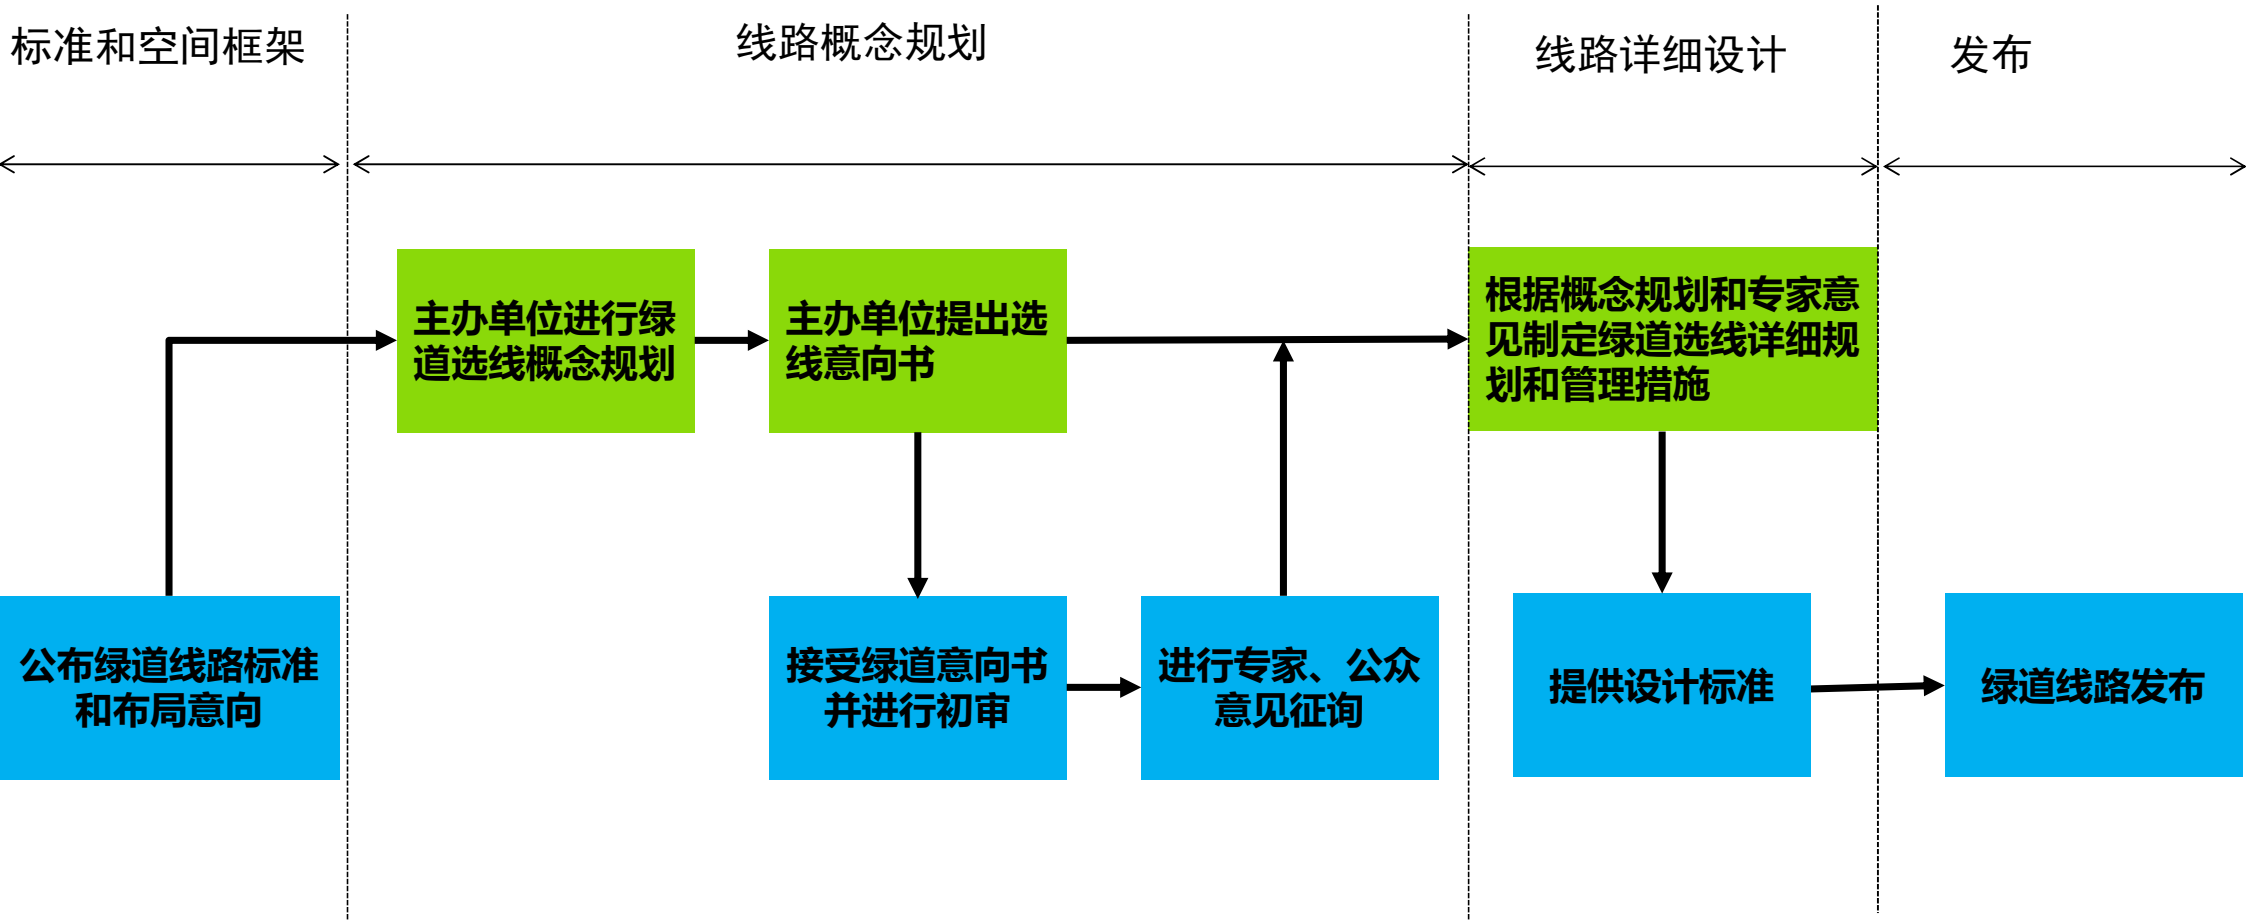 标准和空间框架
线路概念规划
线路详细设计
发布
主办单位进行绿
道选线概念规划
主办单位提出选
线意向书
根据概念规划和专家意
见制定绿道选线详细规
划和管理措施
公布绿道线路标准
和布局意向
接受绿道意向书
并进行初审
进行专家、公众
意见征询
提供设计标准
绿道线路发布